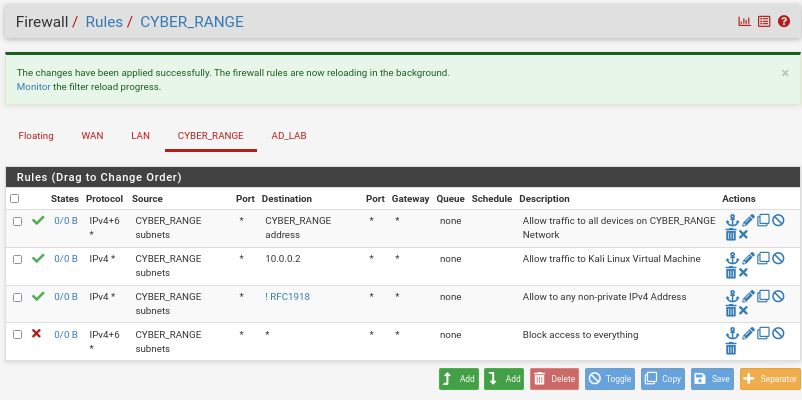 Firewall / Rules / CYBER_RANGE
The changes have been applied successfully. The firewall rules are now reloading in the background.
Monitor the filter reload progress.
×
Floating WAN LAN CYBER_RANGE AD_LAB
Rules (Drag to Change Order)
States Protocol Source Port Destination Port Gateway Queue Schedule Description Actions
0/0 B IPv4+6 CYBER_RANGE * CYBER_RANGE * * none Allow traffic to all devices on CYBER_RANGE
* subnets address Network
0/0 B IPv4 * CYBER_RANGE * 10.0.0.2 * * none Allow traffic to Kali Linux Virtual Machine
subnets
0/0 B IPv4 * CYBER_RANGE * ! RFC1918 * * none Allow to any non-private IPv4 Address
subnets
0/0 B IPv4+6 CYBER_RANGE * * * * none Block access to everything
* subnets
Add Add Delete Toggle Copy Save Separator